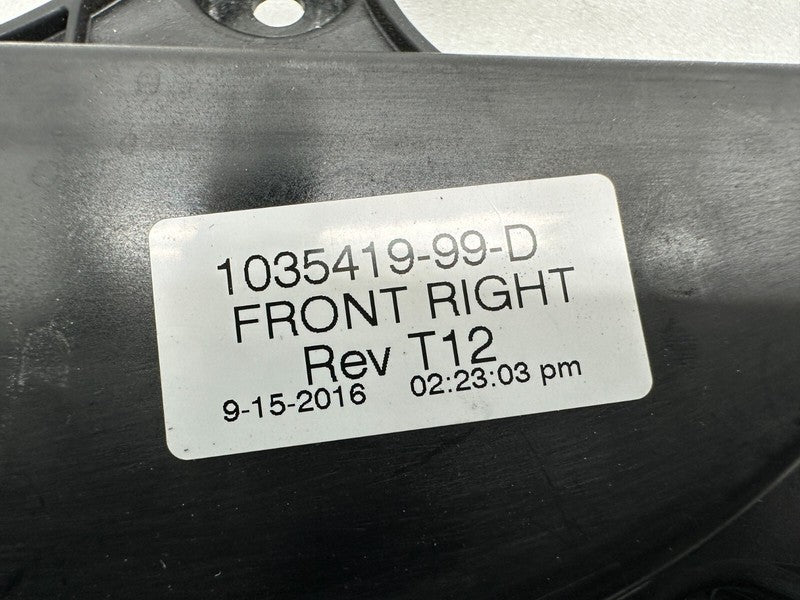 1035419-99-D
FRONT RIGHT
Rev T12
9-15-2016 02:23:03 pm